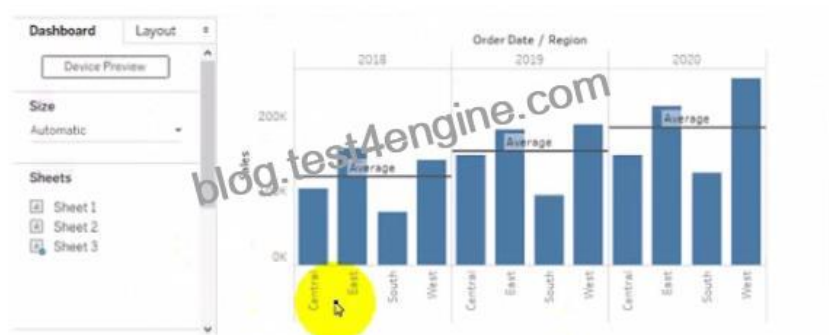 Dashboard
Layout
Device Preview
Size
Automatic
Sheets
Sheet 1
Sheet 2
Sheet 3
Order Date / Region
2018
2019
2020
Sales
200K
0K
Average
Average
Average
Central
East
South
West
Central
East
South
West
Central
East
South
West
blog.test4engine.com